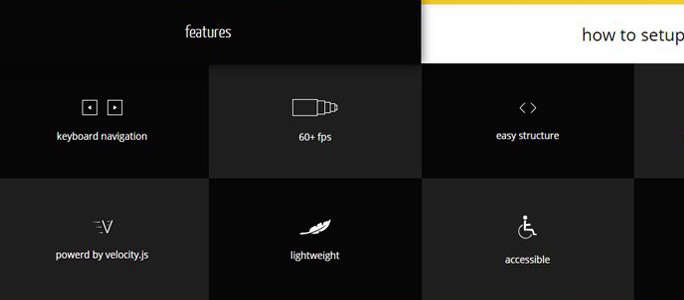 features
how to setup
keyboard navigation
60+ fps
easy structure
powerd by velocity.js
lightweight
accessible